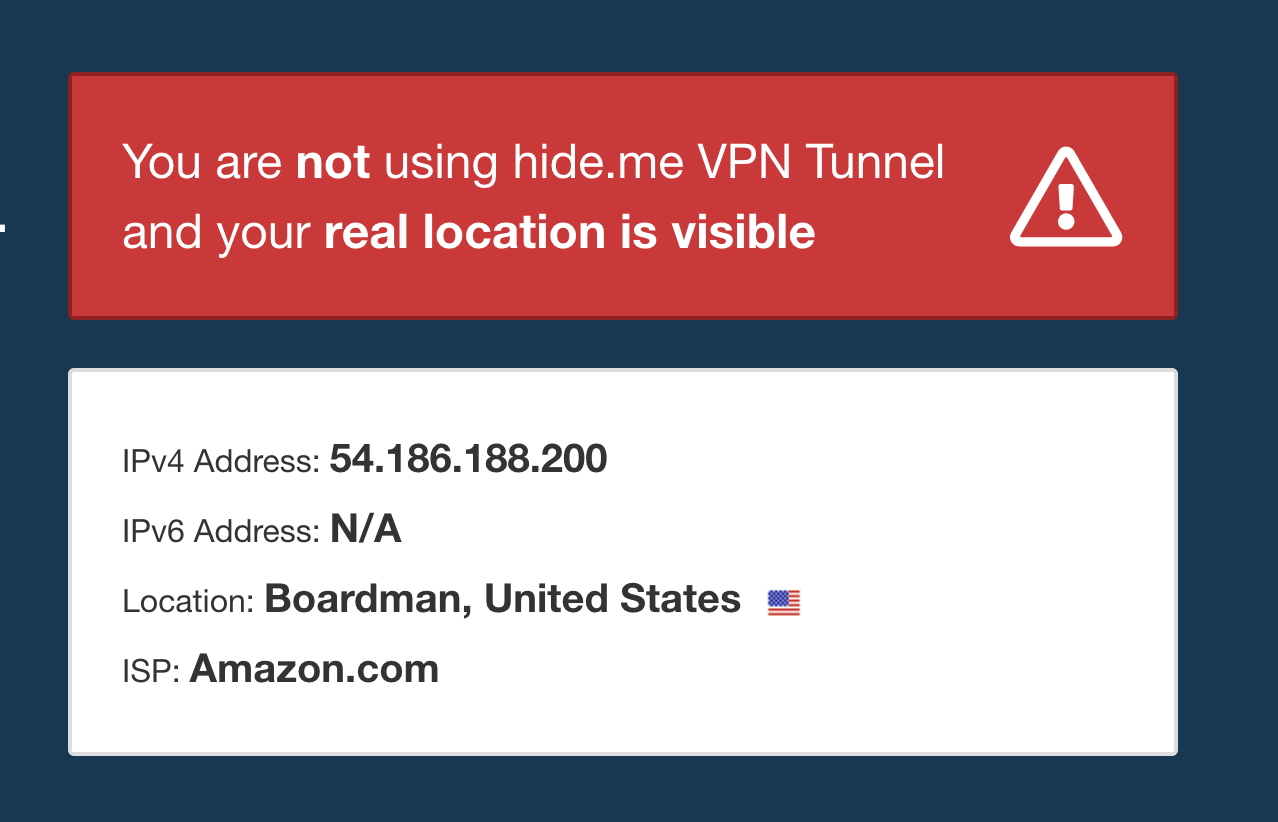 You are not using hide.me VPN Tunnel
and your real location is visible
IPv4 Address: 54.186.188.200
IPv6 Address: N/A
Location: Boardman, United States
ISP: Amazon.com